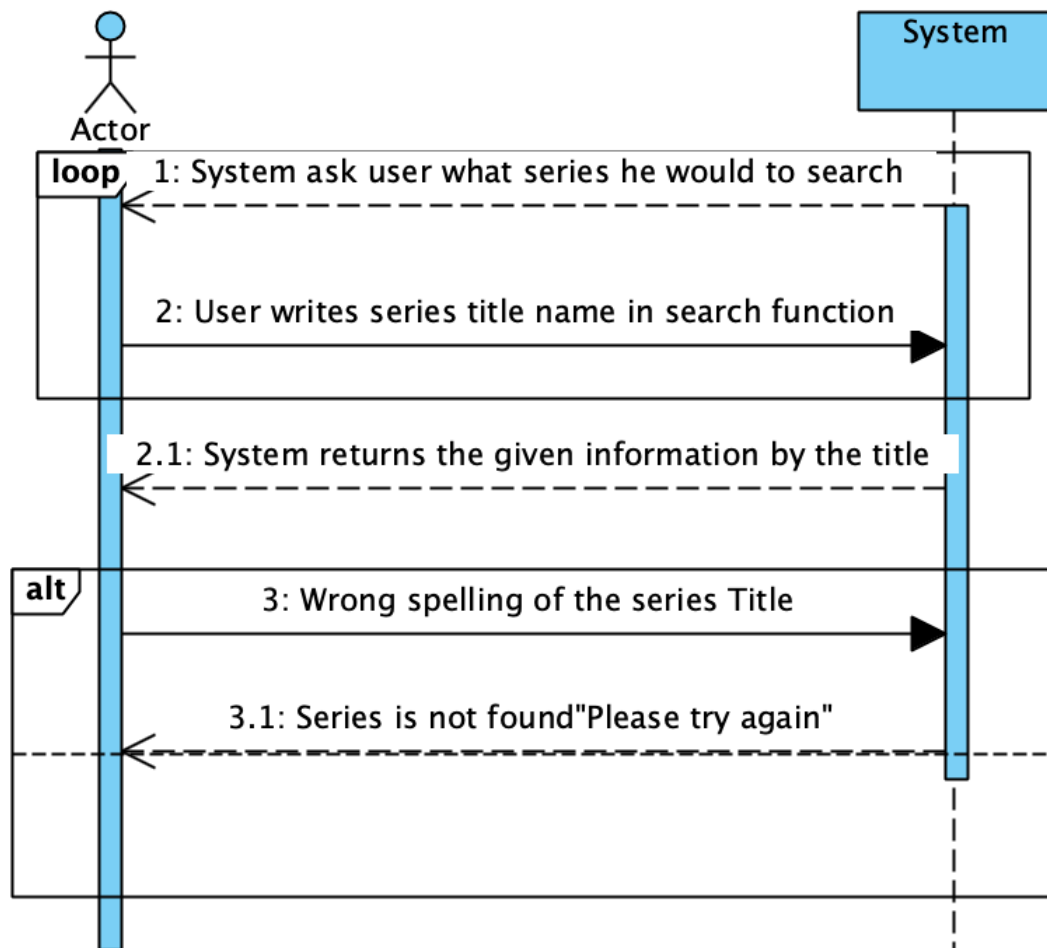 System
Actor
loop
1: System ask user what series he would to search
2: User writes series title name in search function
2.1: System returns the given information by the title
alt
3: Wrong spelling of the series Title
3.1: Series is not found"Please try again"